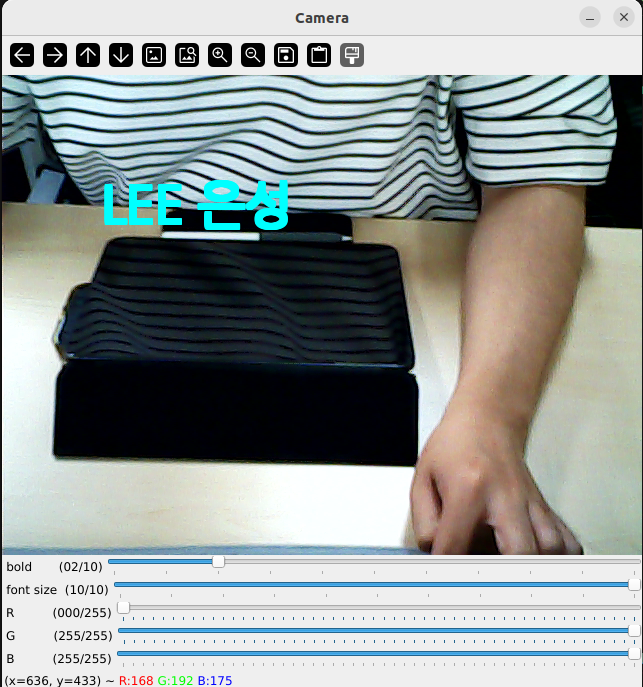 Camera
LEE 은성
bold (02/10)
font size (10/10)
R (000/255)
G (255/255)
B (255/255)
(x=636, y=433) ~ R:168 G:192 B:175